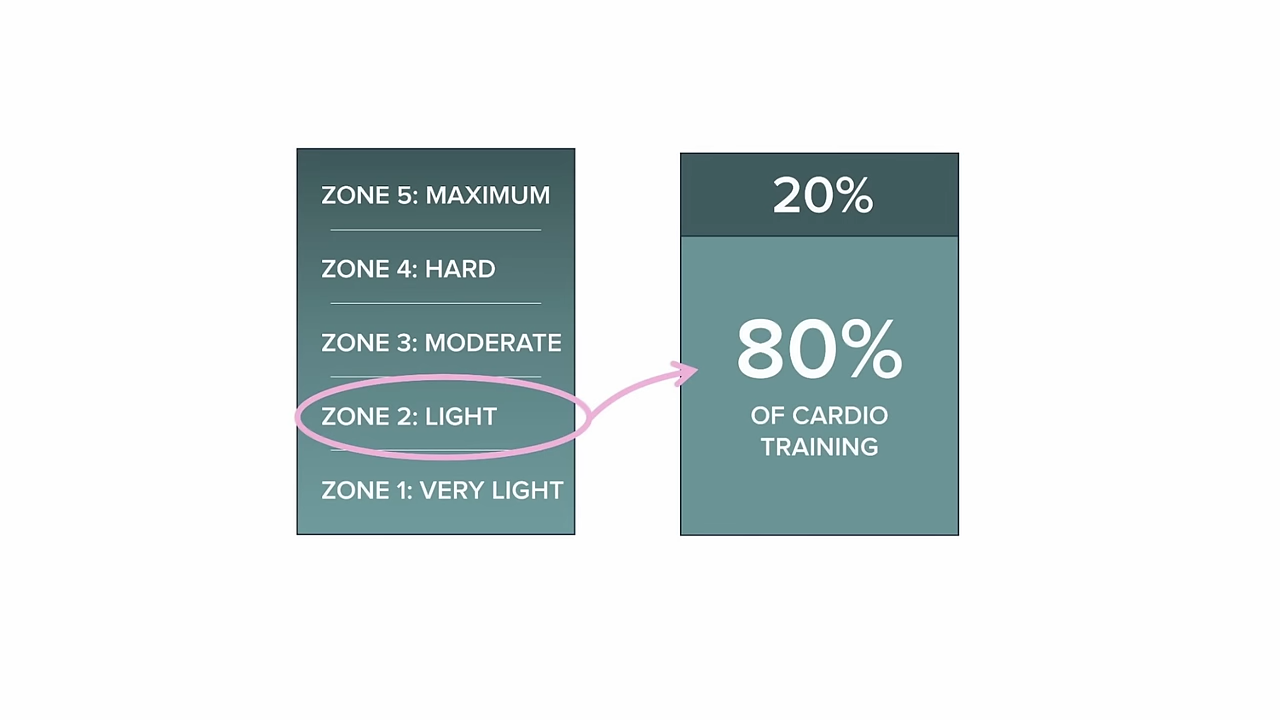 ZONE 5: MAXIMUM
ZONE 4: HARD
ZONE 3: MODERATE
ZONE 2: LIGHT
ZONE 1: VERY LIGHT
20%
80%
OF CARDIO
TRAINING